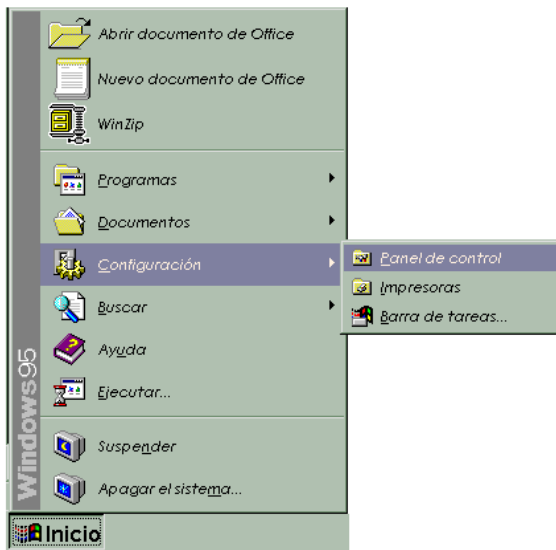 Abrir documento de Office
Nuevo documento de Office
WinZip
Programas
Documentos
Configuración
Panel de control
Impresoras
Barra de tareas...
Buscar
Ayuda
Ejecutar...
Suspender
Apagar el sistema...
Windows95
Inicio